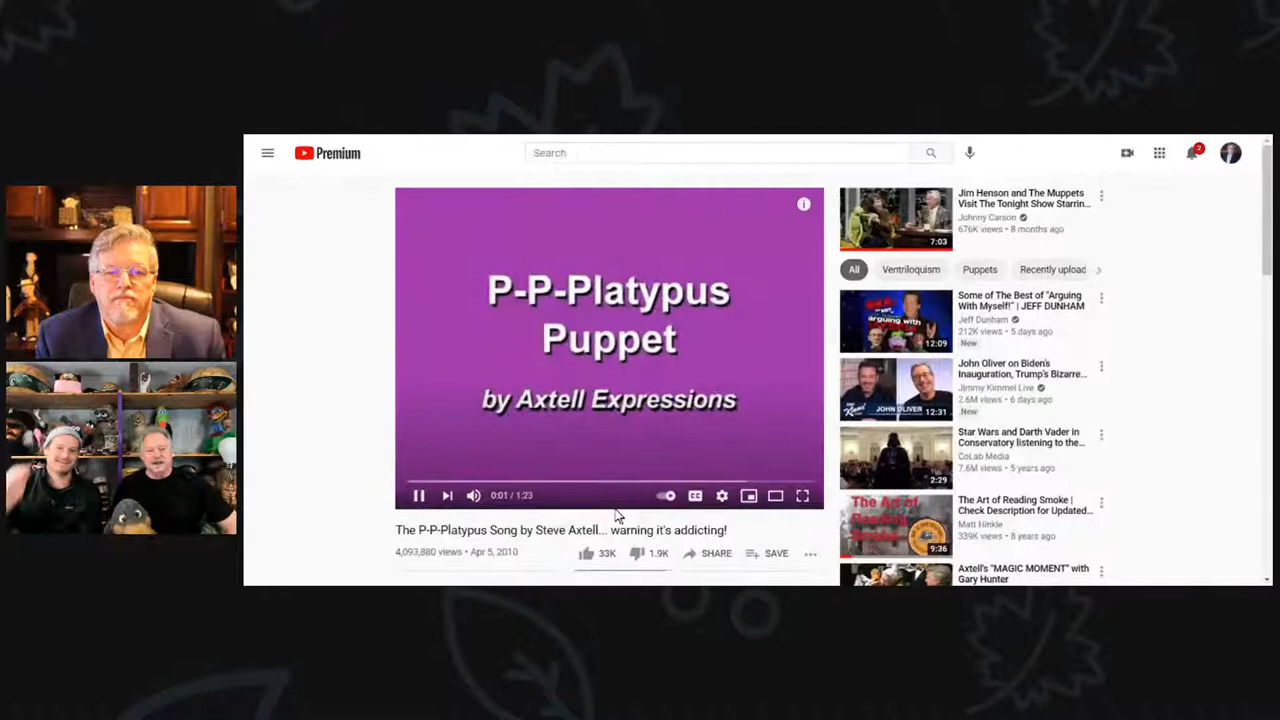 Premium
Search
2
P-P-Platypus
Puppet
by Axtell Expressions
0:01 / 1:23
CC
The P-P-Platypus Song by Steve Axtell... warning it's addicting!
4,093,880 views • Apr 5, 2010
33K
1.9K
SHARE
SAVE
7:03
Jim Henson and The Muppets
Visit The Tonight Show Starrin...
Johnny Carson
676K views • 8 months ago
All
Ventriloquism
Puppets
Recently upload
arguing with
12:09
Some of The Best of "Arguing
With Myself!" | JEFF DUNHAM
Jeff Dunham
212K views • 5 days ago
New
JOHN OLIVER
12:31
John Oliver on Biden's
Inauguration, Trump's Bizarre...
Jimmy Kimmel Live
2.6M views • 6 days ago
New
2:29
Star Wars and Darth Vader in
Conservatory listening to the...
CoLab Media
7.6M views • 5 years ago
The Art of
Reading
Smoke
9:36
The Art of Reading Smoke |
Check Description for Updated...
Matt Hinkle
339K views • 8 years ago
Axtell's "MAGIC MOMENT" with
Gary Hunter